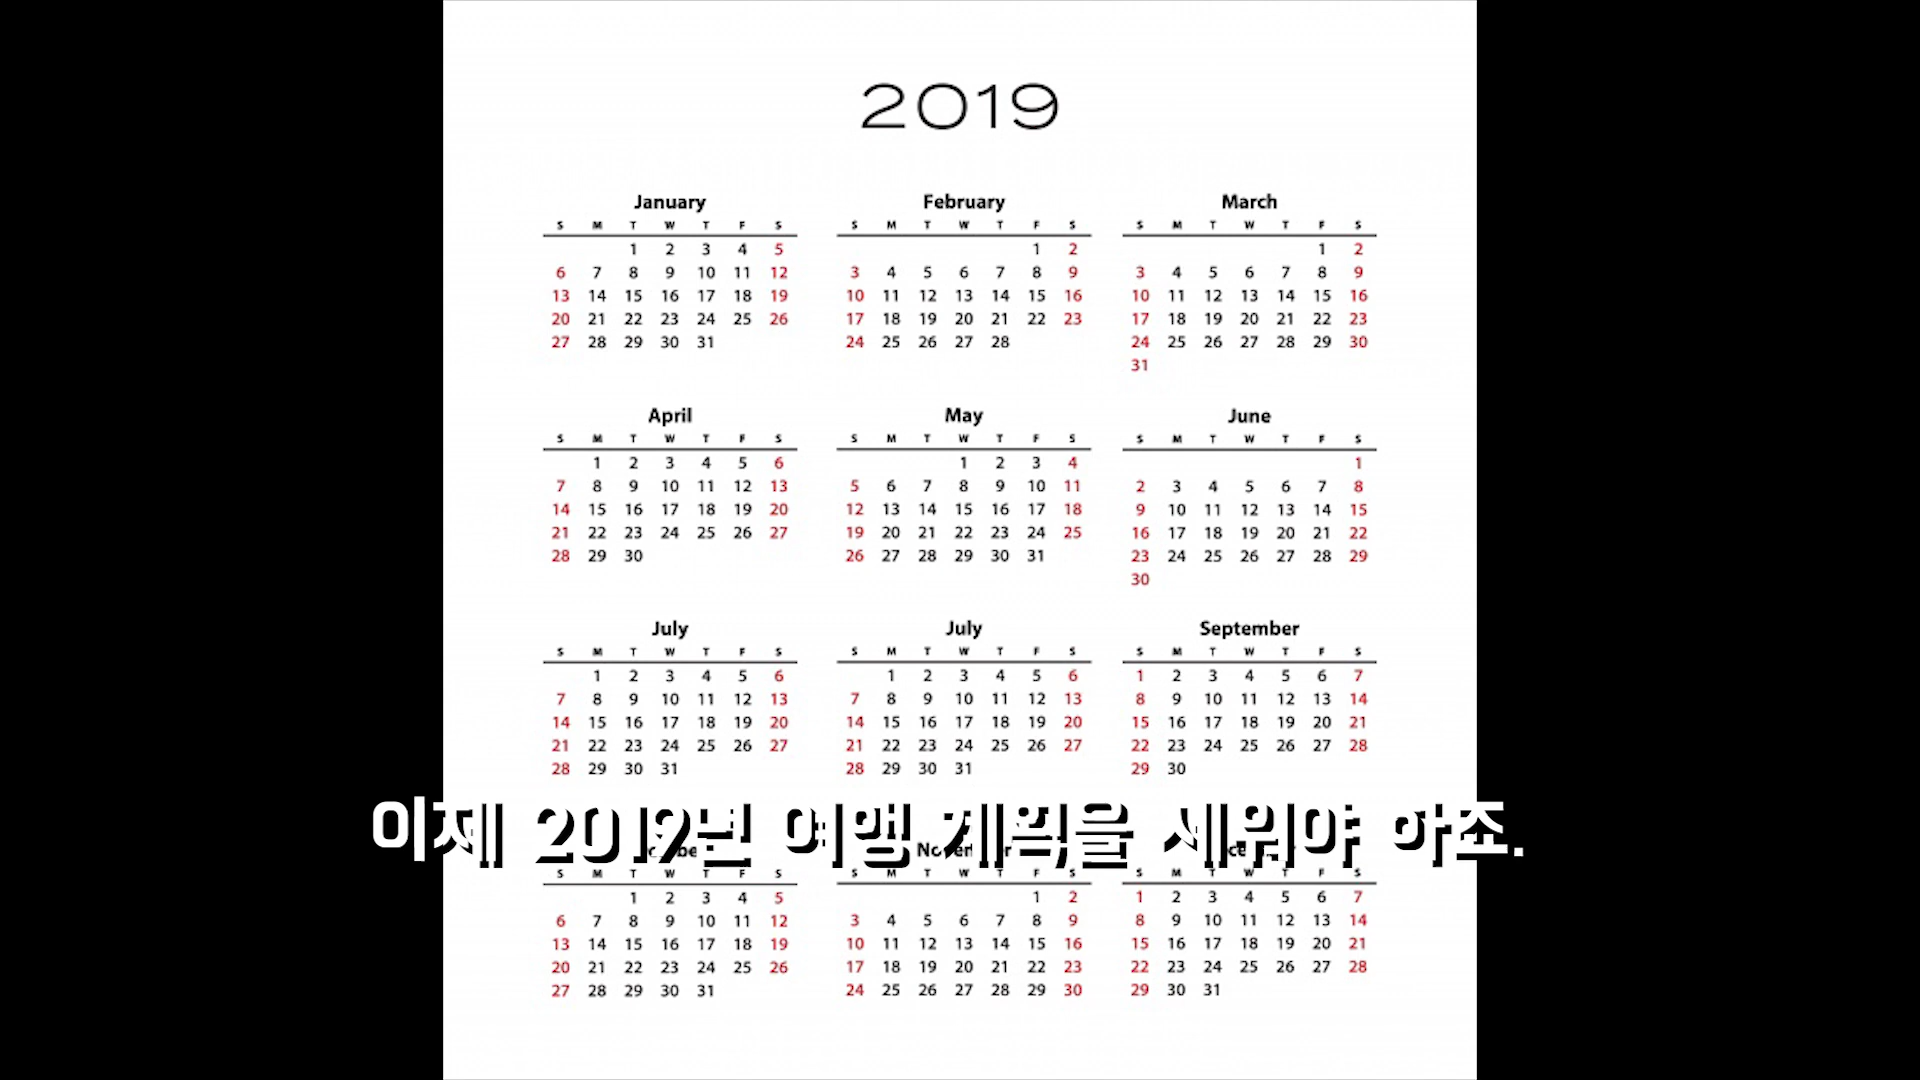 2019
January
S M T W T F S
1 2 3 4 5
6 7 8 9 10 11 12
13 14 15 16 17 18 19
20 21 22 23 24 25 26
27 28 29 30 31
February
S M T W T F S
1 2
3 4 5 6 7 8 9
10 11 12 13 14 15 16
17 18 19 20 21 22 23
24 25 26 27 28
March
S M T W T F S
1 2
3 4 5 6 7 8 9
10 11 12 13 14 15 16
17 18 19 20 21 22 23
24 25 26 27 28 29 30
31
April
S M T W T F S
1 2 3 4 5 6
7 8 9 10 11 12 13
14 15 16 17 18 19 20
21 22 23 24 25 26 27
28 29 30
May
S M T W T F S
1 2 3 4
5 6 7 8 9 10 11
12 13 14 15 16 17 18
19 20 21 22 23 24 25
26 27 28 29 30 31
June
S M T W T F S
1
2 3 4 5 6 7 8
9 10 11 12 13 14 15
16 17 18 19 20 21 22
23 24 25 26 27 28 29
30
July
S M T W T F S
1 2 3 4 5 6
7 8 9 10 11 12 13
14 15 16 17 18 19 20
21 22 23 24 25 26 27
28 29 30 31
July
S M T W T F S
1 2 3 4 5 6
7 8 9 10 11 12 13
14 15 16 17 18 19 20
21 22 23 24 25 26 27
28 29 30 31
September
S M T W T F S
1 2 3 4 5 6 7
8 9 10 11 12 13 14
15 16 17 18 19 20 21
22 23 24 25 26 27 28
29 30
이제 2019년 여행 계획을 세워야 하죠.
S M T W T F S
1 2 3 4 5
6 7 8 9 10 11 12
13 14 15 16 17 18 19
20 21 22 23 24 25 26
27 28 29 30 31
S M T W T F S
1 2
3 4 5 6 7 8 9
10 11 12 13 14 15 16
17 18 19 20 21 22 23
24 25 26 27 28 29 30
S M T W T F S
1 2 3 4 5 6 7
8 9 10 11 12 13 14
15 16 17 18 19 20 21
22 23 24 25 26 27 28
29 30 31